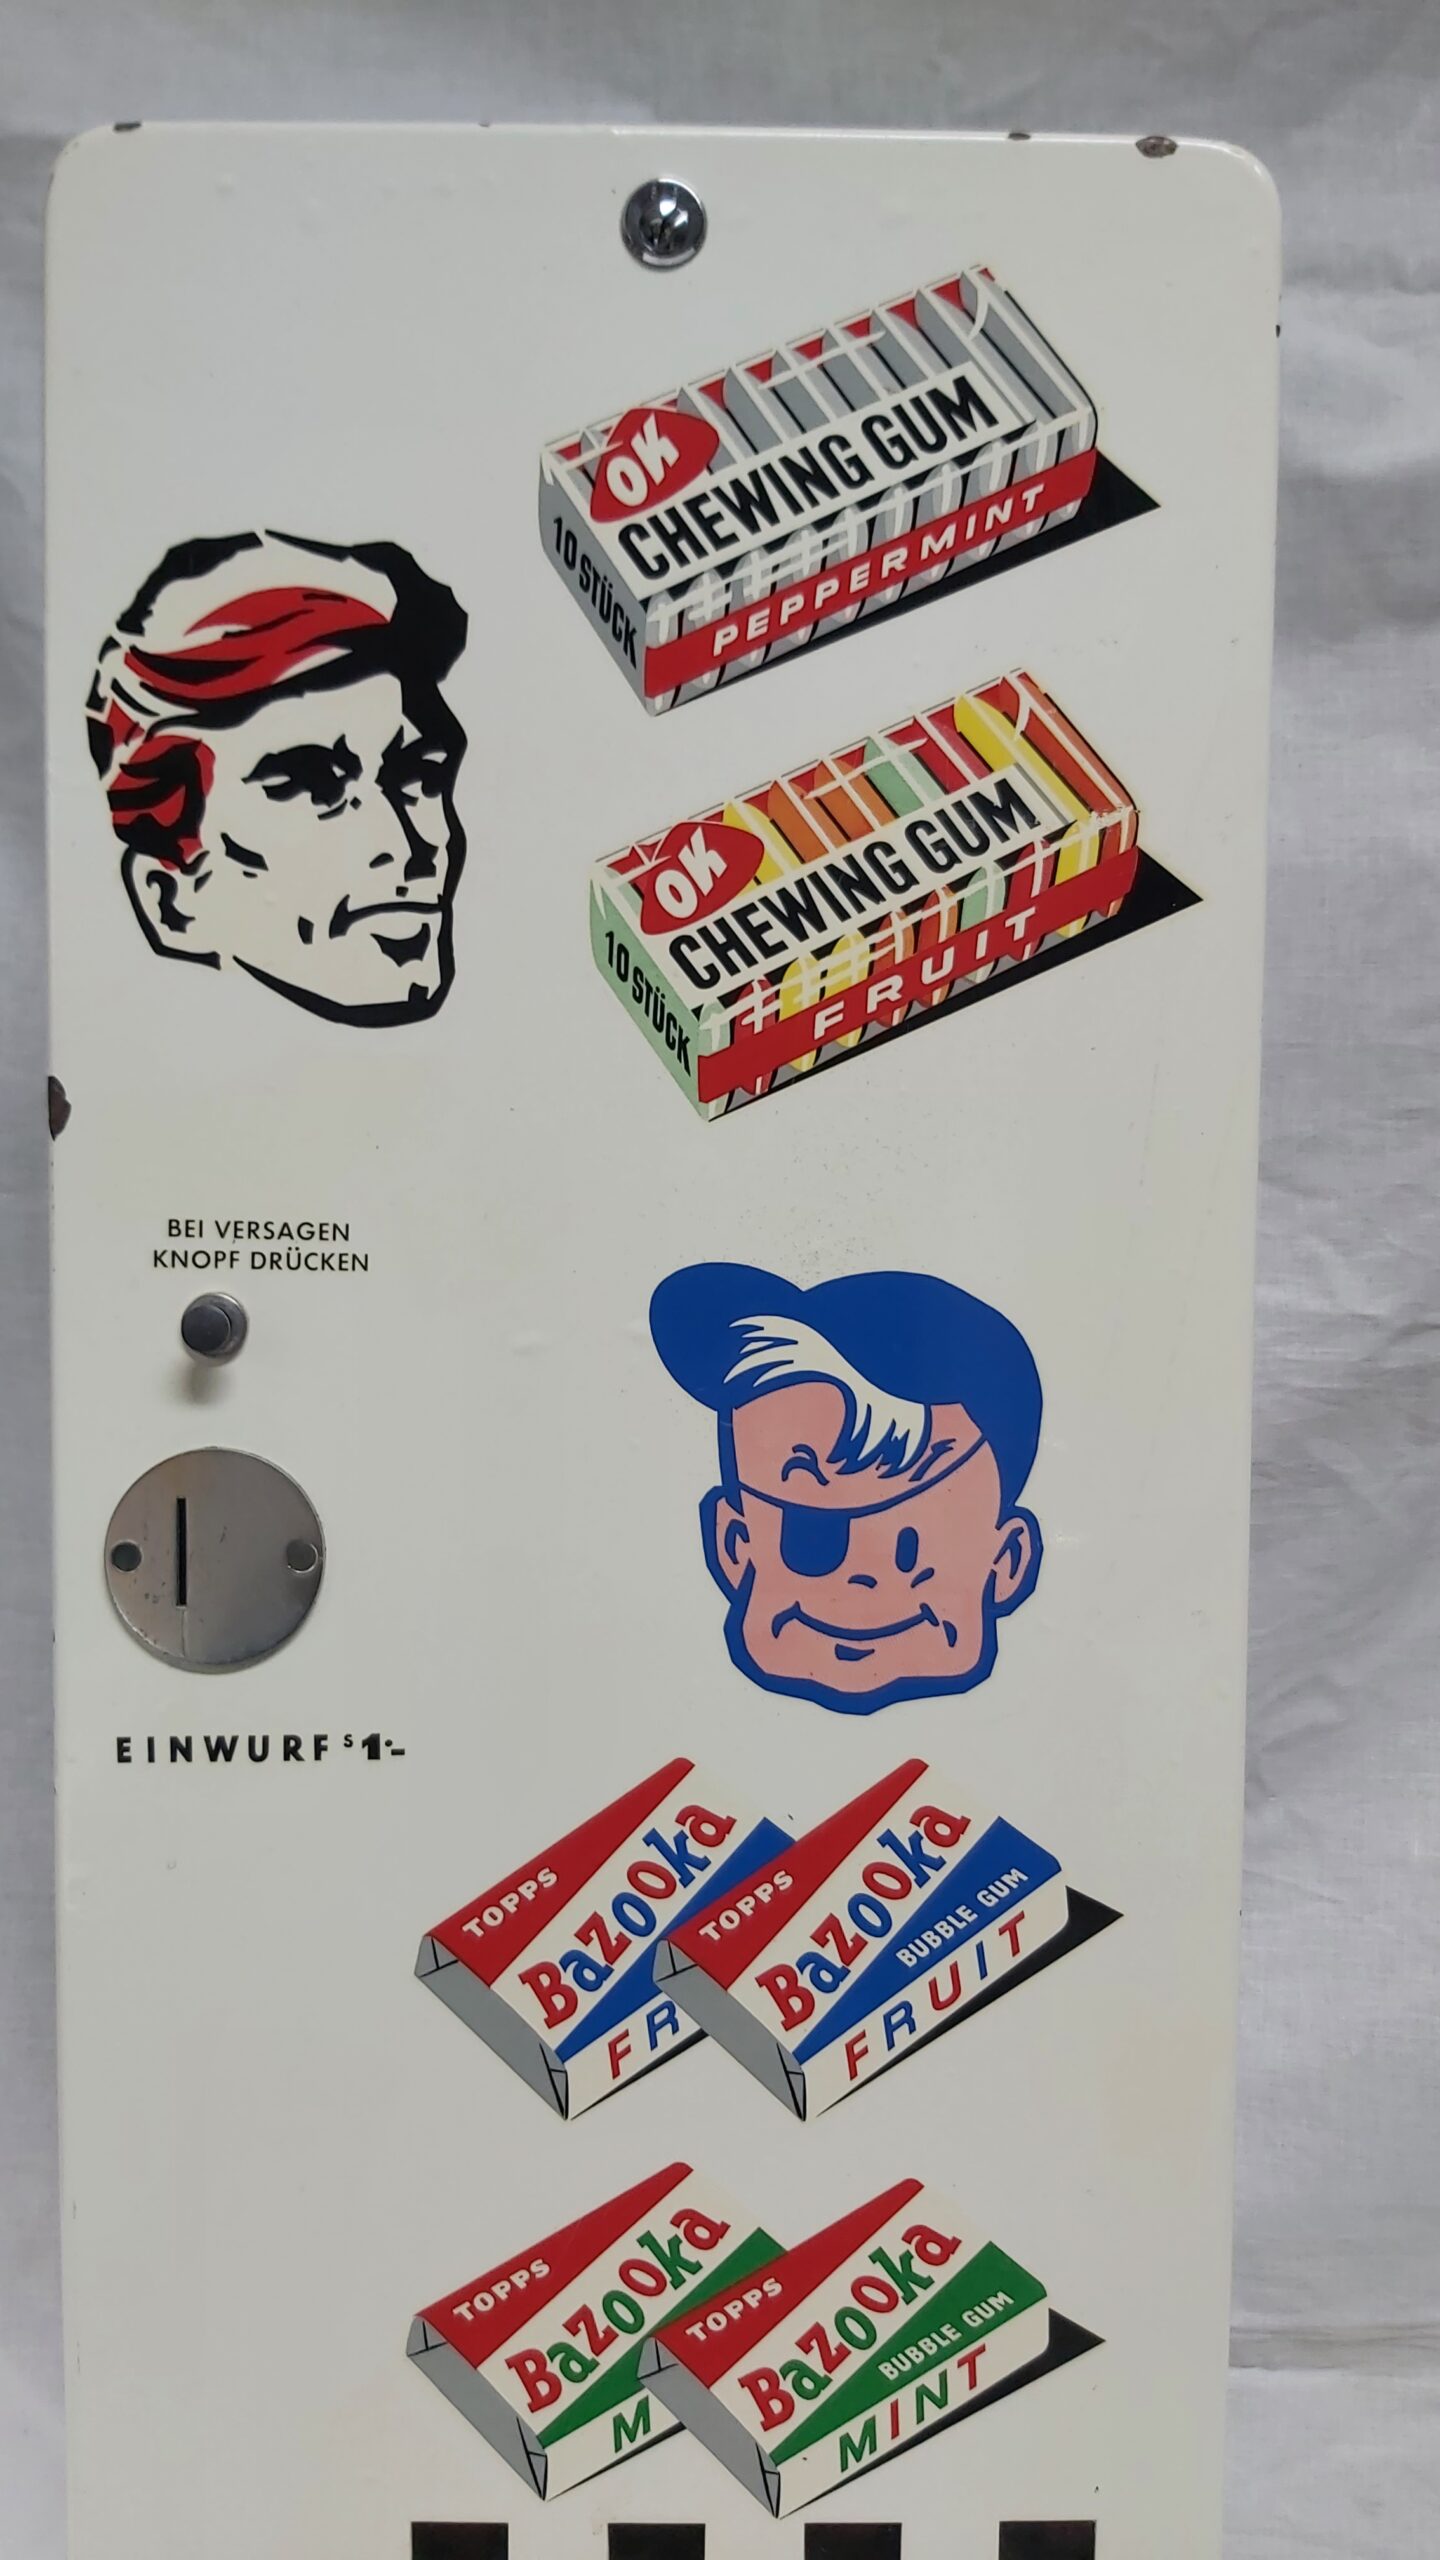 OK
CHEWING GUM
10 STÜCK
PEPPERMINT
OK
CHEWING GUM
10 STÜCK
FRUIT
BEI VERSAGEN
KNOPF DRÜCKEN
EINWURF S 1.-
TOPPS
Bazooka
FR
TOPPS
Bazooka
BUBBLE GUM
FRUIT
TOPPS
Bazooka
M
TOPPS
Bazooka
BUBBLE GUM
MINT